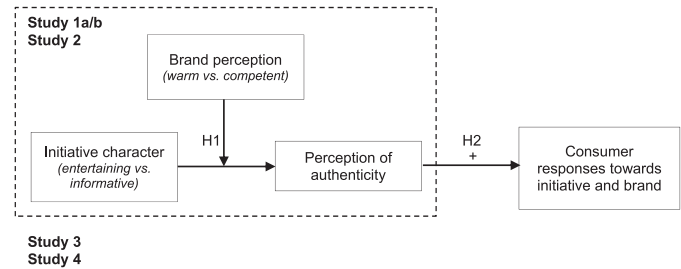 Study 1a/b
Study 2
Brand perception
(warm vs. competent)
H1
Initiative character
(entertaining vs.
informative)
Perception of
authenticity
H2
+
Consumer
responses towards
initiative and brand
Study 3
Study 4